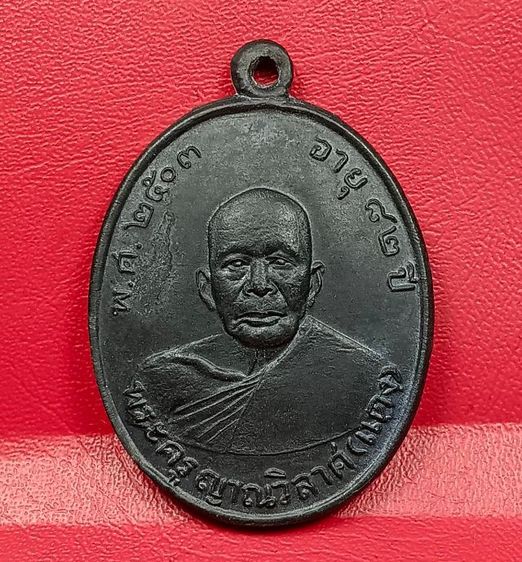 พ.ศ. ๒๕๐๓
อายุ ๘๒ ปี
พระครูญาณวิลาศ(แดง)